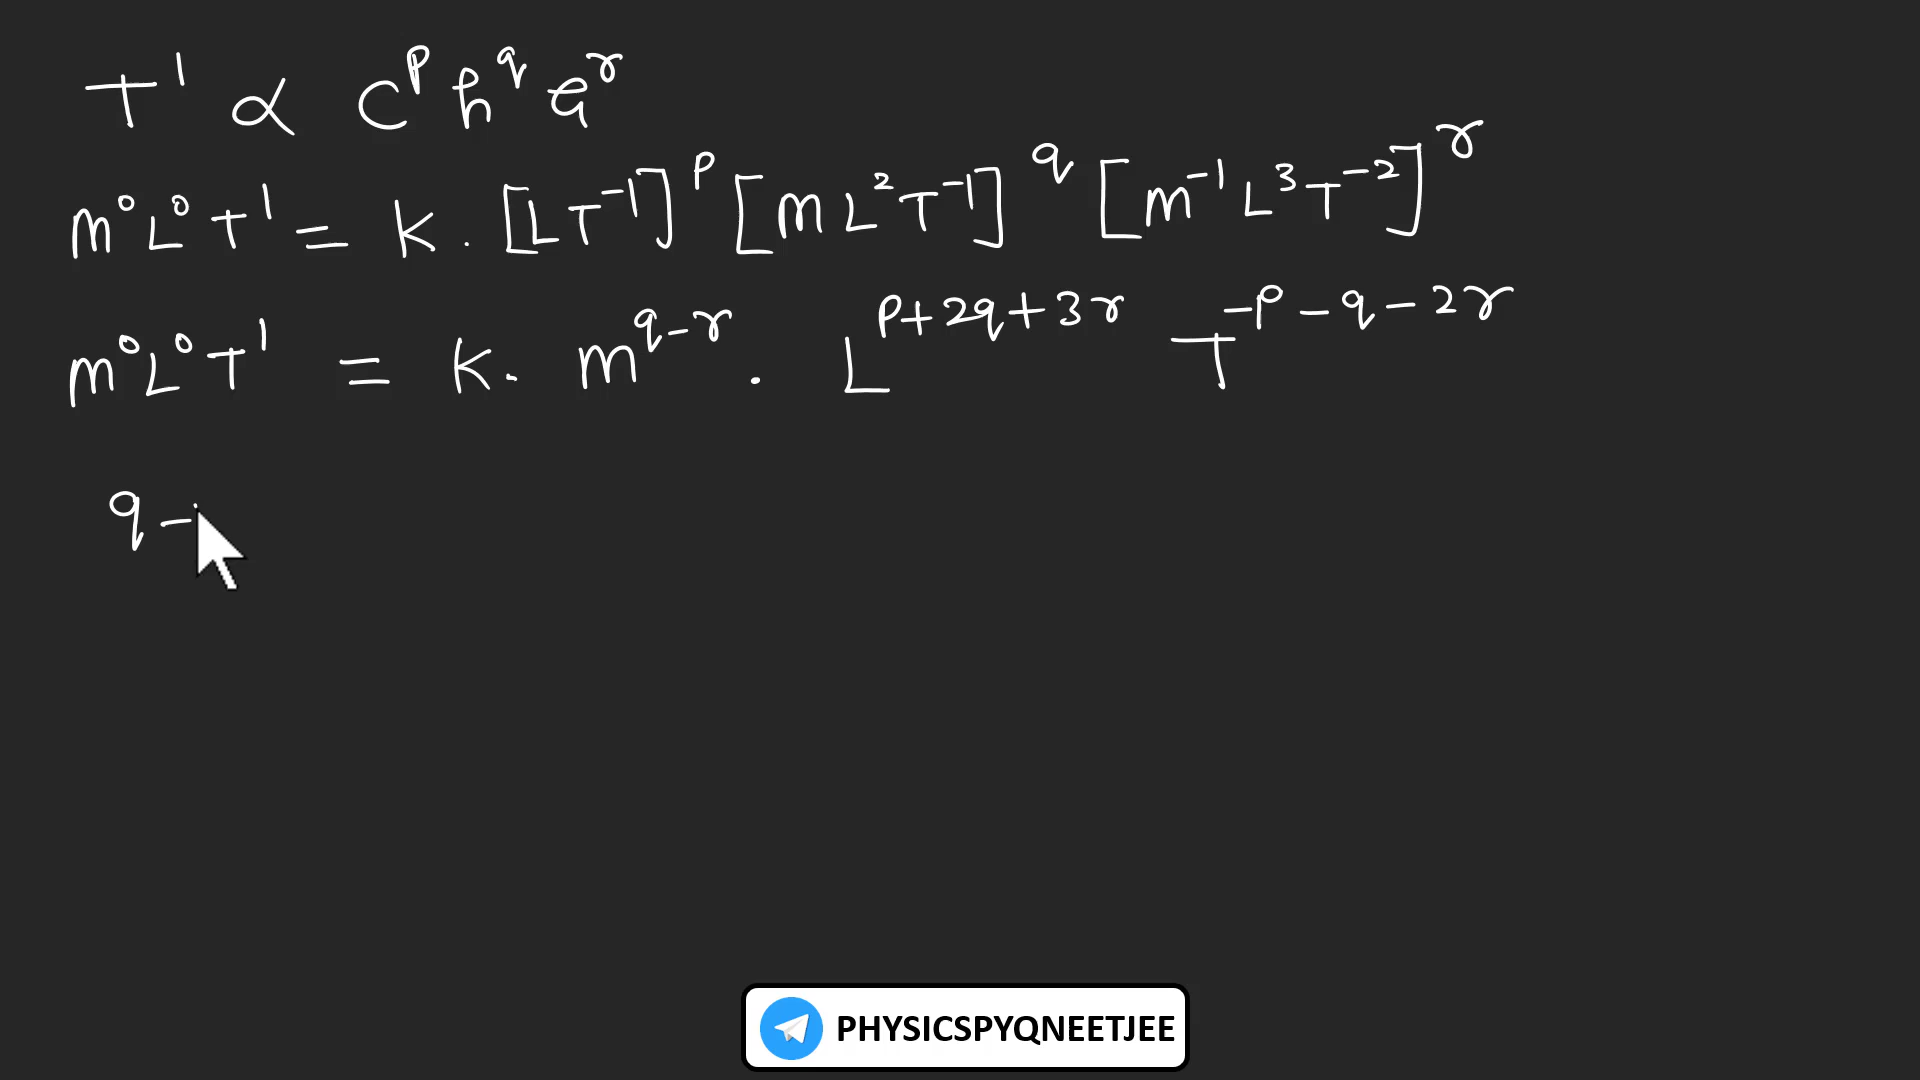 T¹ ∝ C^p h^q G^r
M⁰L⁰T¹ = K . [LT⁻¹]^p [ML²T⁻¹]^q [M⁻¹L³T⁻²]^r
M⁰L⁰T¹ = K. M^(q-r) . L^(p+2q+3r) T^(-p-q-2r)
q -
PHYSICSPYQNEETJEE